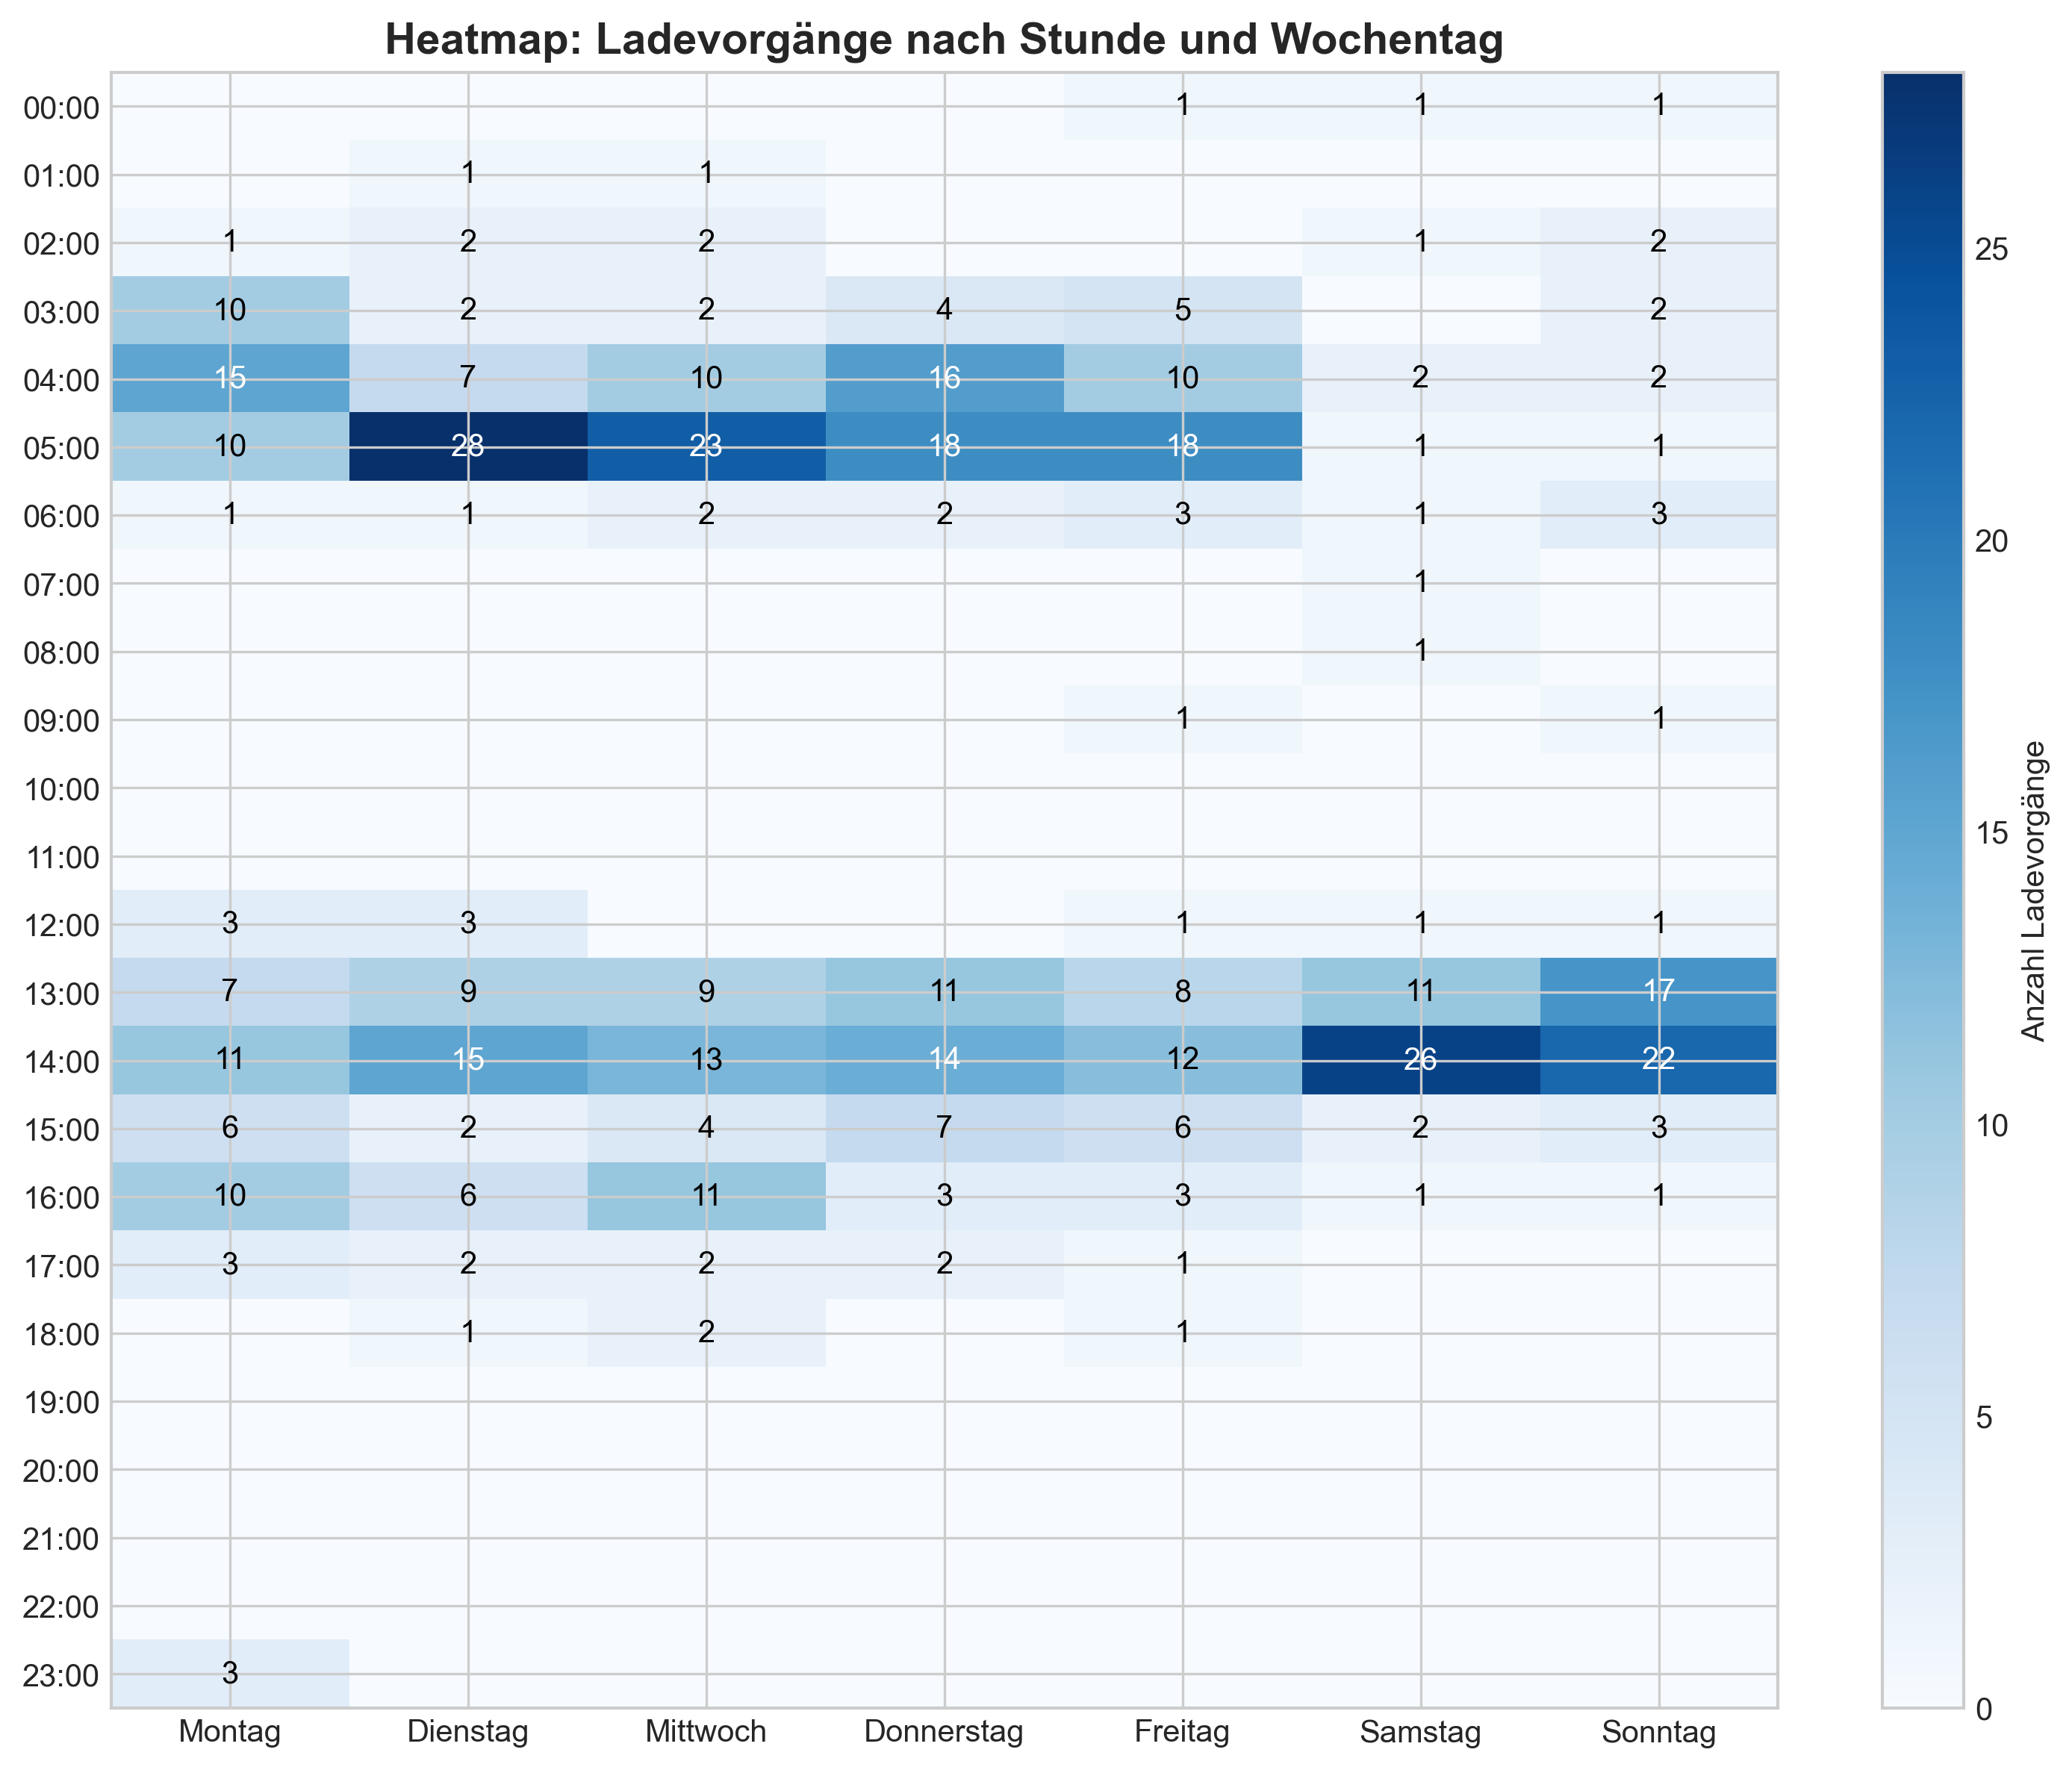 Heatmap: Ladevorgänge nach Stunde und Wochentag
00:00 1 1 1
01:00 1 1
02:00 1 2 2 1 2
03:00 10 2 2 4 5 2
04:00 15 7 10 16 10 2 2
05:00 10 28 23 18 18 1 1
06:00 1 1 2 2 3 1 3
07:00 1
08:00 1
09:00 1 1
10:00
11:00
12:00 3 3 1 1 1
13:00 7 9 9 11 8 11 17
14:00 11 15 13 14 12 26 22
15:00 6 2 4 7 6 2 3
16:00 10 6 11 3 3 1 1
17:00 3 2 2 2 1
18:00 1 2 1
19:00
20:00
21:00
22:00
23:00 3
Montag Dienstag Mittwoch Donnerstag Freitag Samstag Sonntag
25
20
15
10
5
0
Anzahl Ladevorgänge